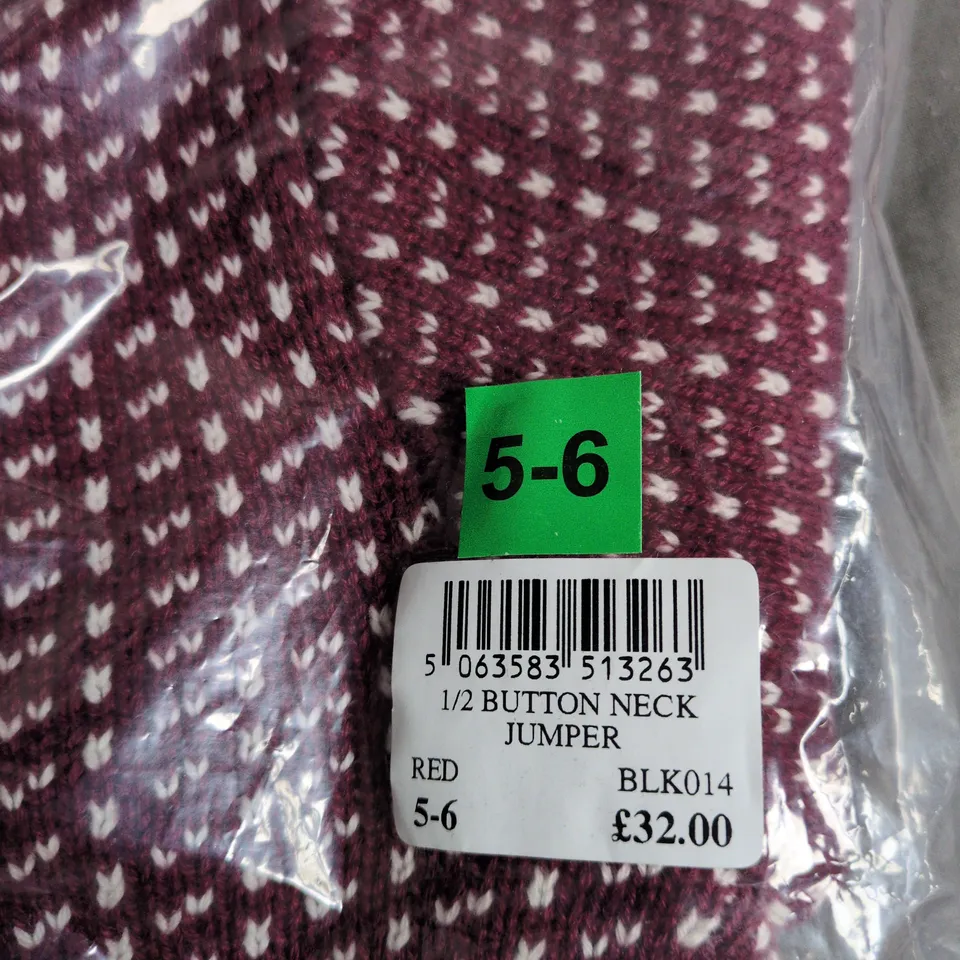 5-6
5 063583 513263
1/2 BUTTON NECK
JUMPER
RED BLK014
5-6 £32.00